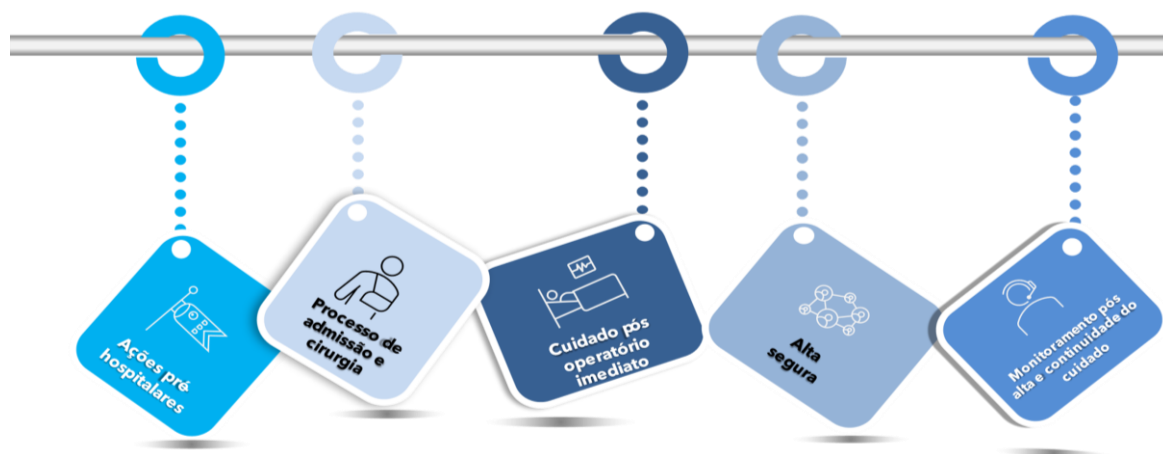 Ações pré
hospitalares
Processo de
admissão e
cirurgia
Cuidado pós
operatório
imediato
Alta
segura
Monitoramento pós
alta e continuidade do
cuidado